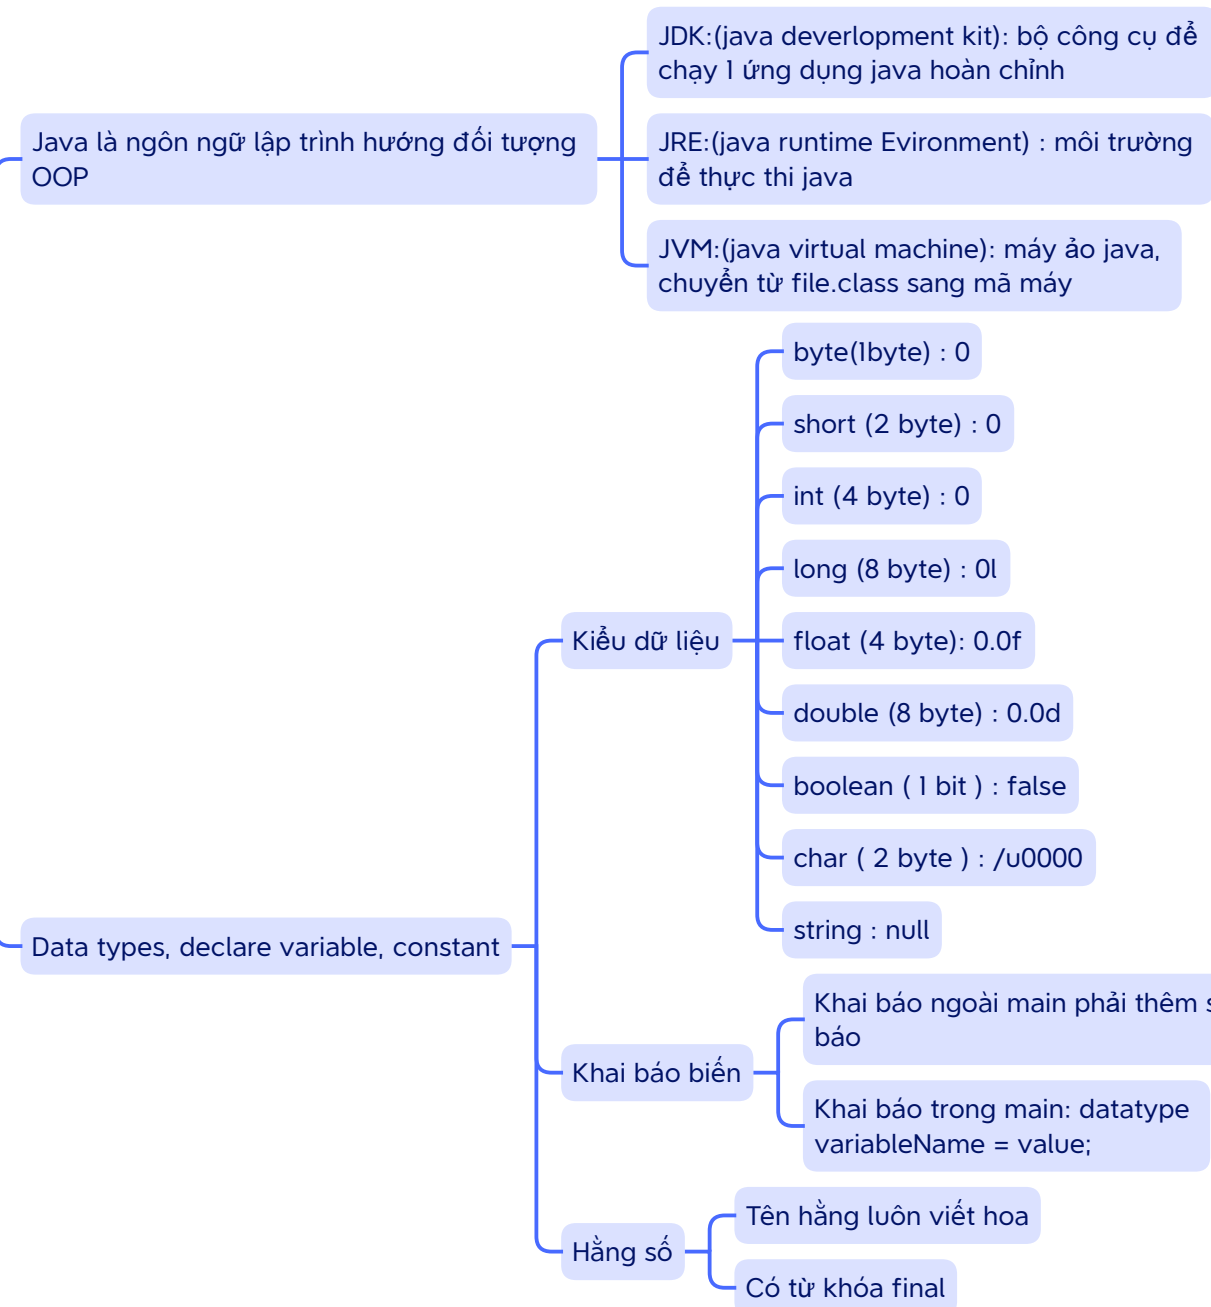 JDK:(java deverlopment kit): bộ công cụ để
chạy 1 ứng dụng java hoàn chỉnh
Java là ngôn ngữ lập trình hướng đối tượng
OOP
JRE:(java runtime Evironment) : môi trường
để thực thi java
JVM:(java virtual machine): máy ảo java,
chuyển từ file.class sang mã máy
byte(1byte) : 0
short (2 byte) : 0
int (4 byte) : 0
long (8 byte) : 0l
Kiểu dữ liệu
float (4 byte): 0.0f
double (8 byte) : 0.0d
boolean ( 1 bit ) : false
char ( 2 byte ) : /u0000
string : null
Data types, declare variable, constant
Khai báo ngoài main phải thêm
báo
Khai báo biến
Khai báo trong main: datatype
variableName = value;
Tên hằng luôn viết hoa
Hằng số
Có từ khóa final